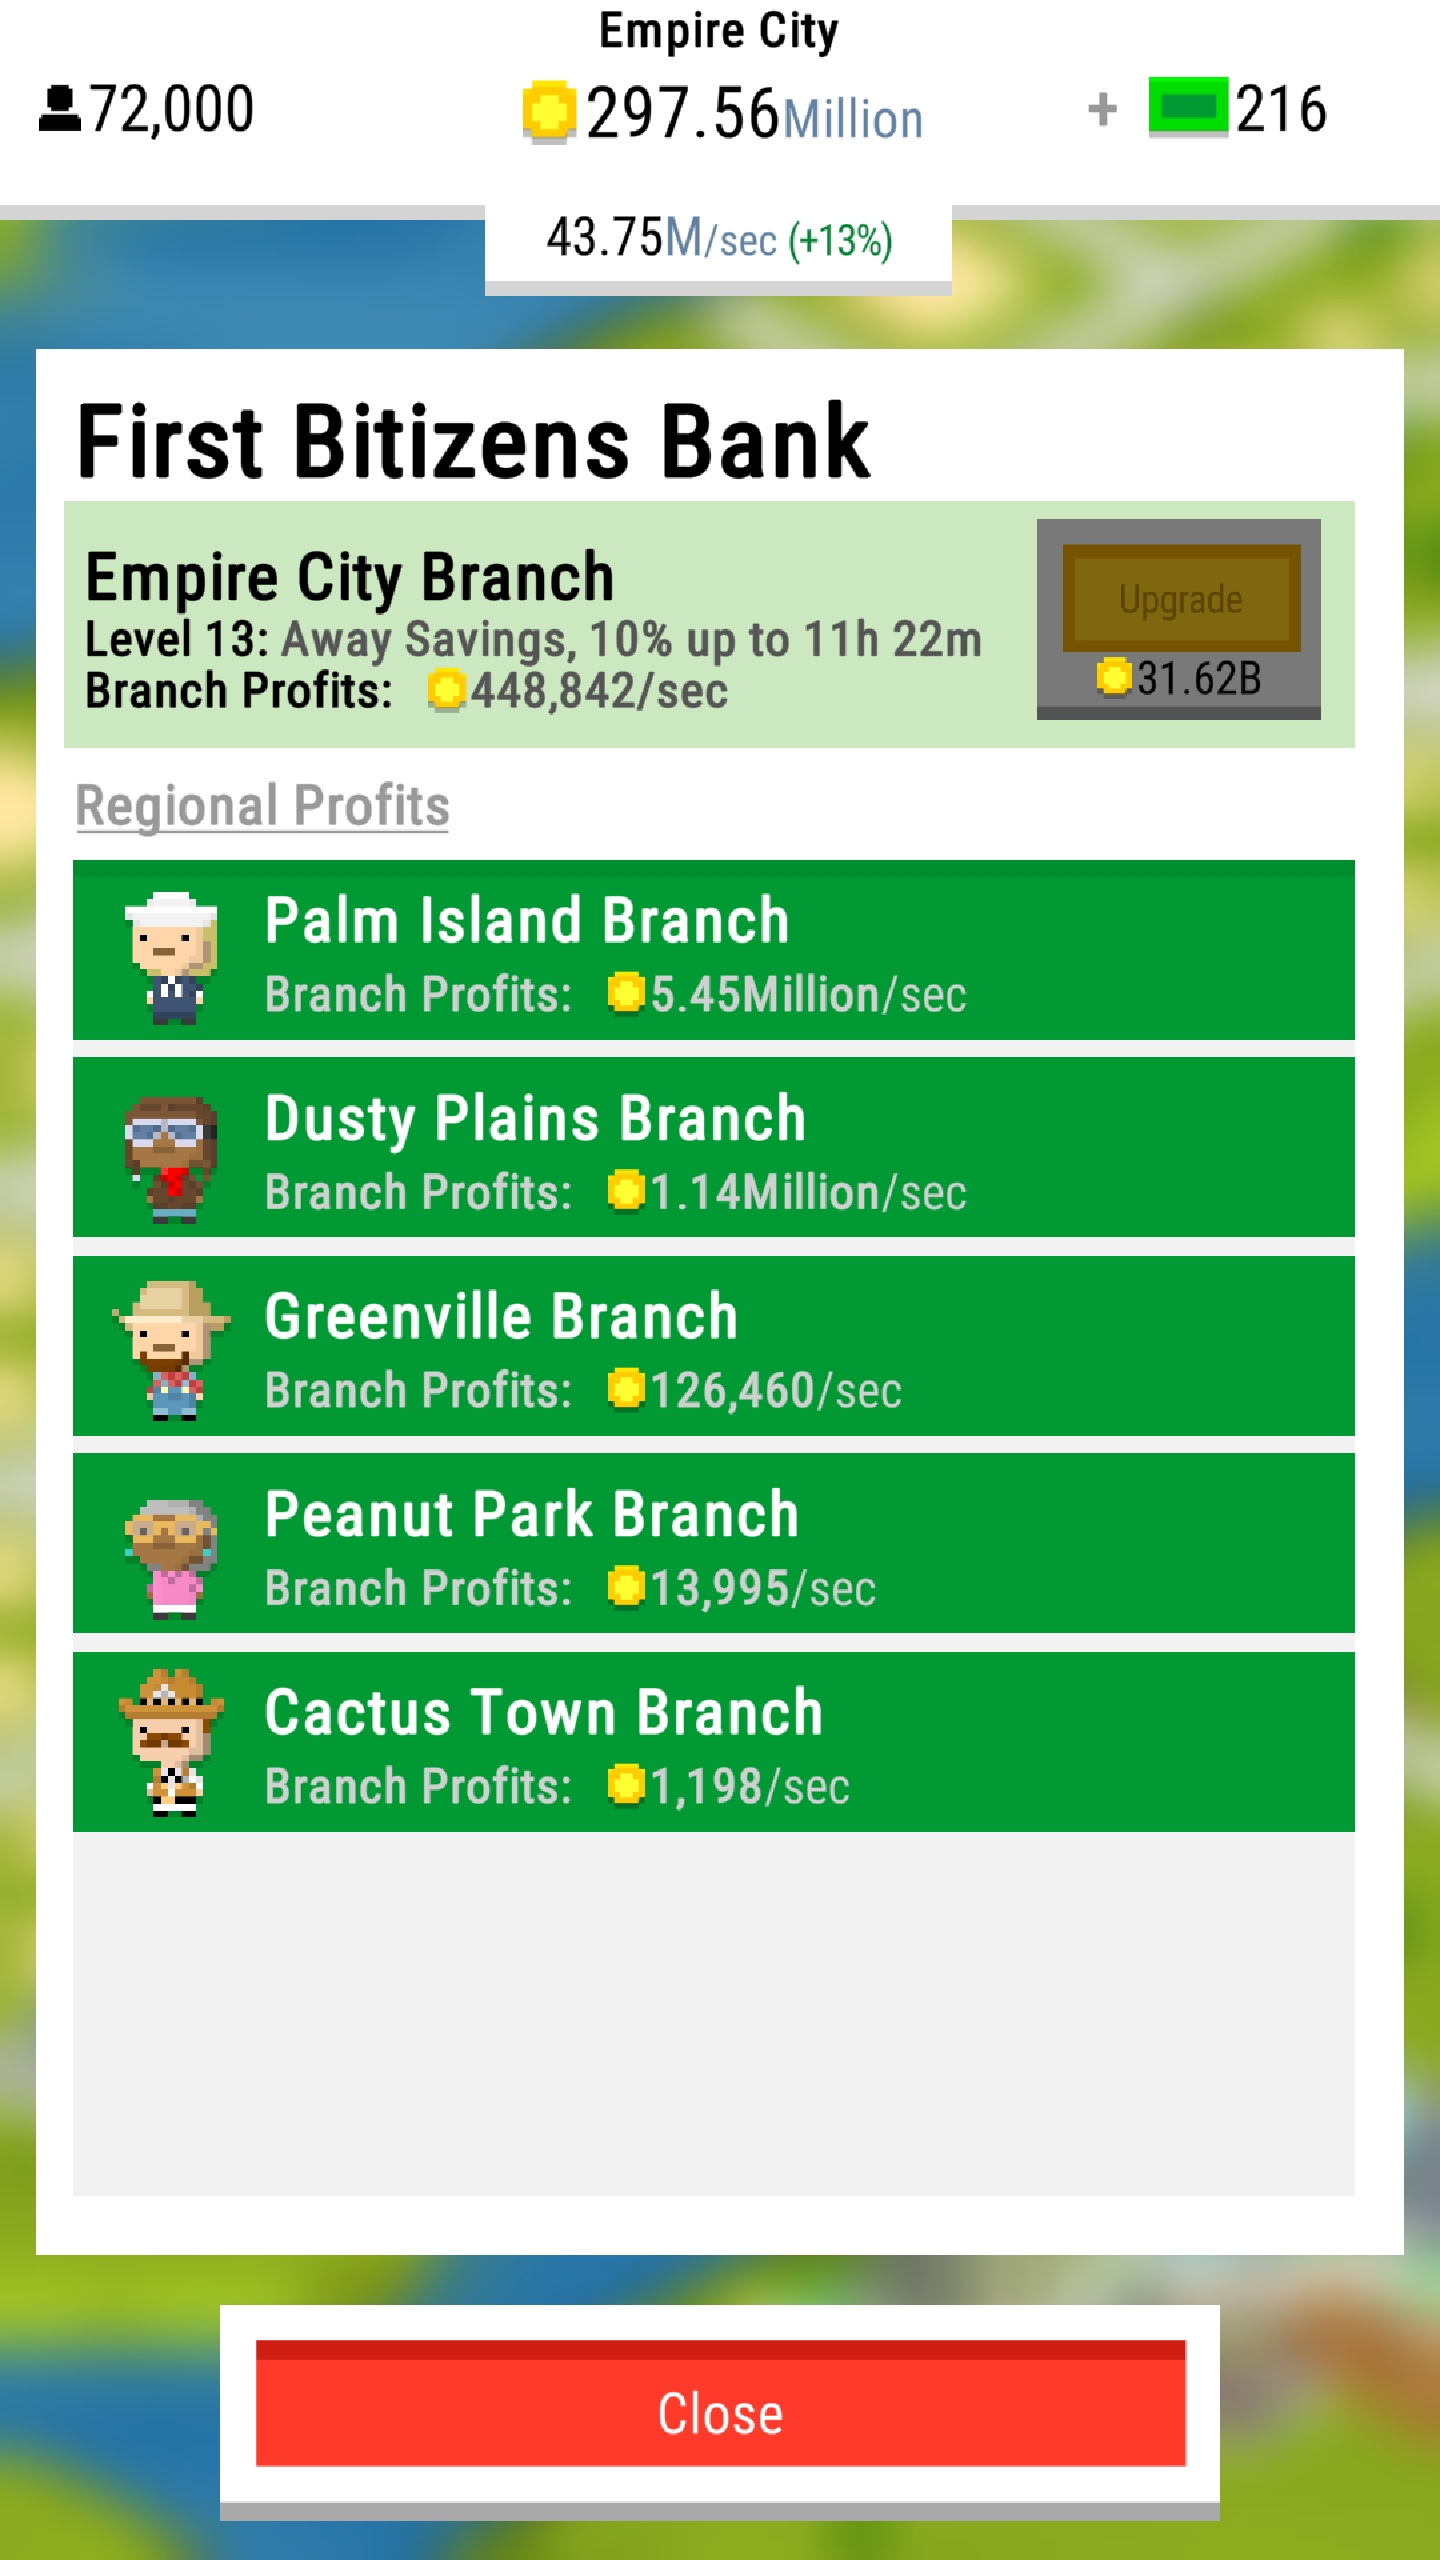 Empire City
72,000
297.56Million
+ 216
43.75M/sec (+13%)
First Bitizens Bank
Empire City Branch
Level 13: Away Savings, 10% up to 11h 22m
Branch Profits: 448,842/sec
Upgrade
31.62B
Regional Profits
Palm Island Branch
Branch Profits: 5.45Million/sec
Dusty Plains Branch
Branch Profits: 1.14Million/sec
Greenville Branch
Branch Profits: 126,460/sec
Peanut Park Branch
Branch Profits: 13,995/sec
Cactus Town Branch
Branch Profits: 1,198/sec
Close